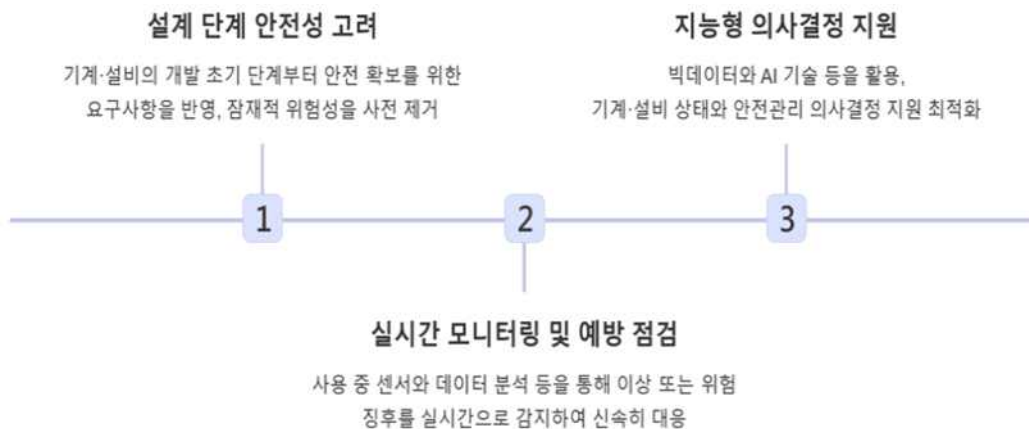 설계 단계 안전성 고려
기계·설비의 개발 초기 단계부터 안전 확보를 위한
요구사항을 반영, 잠재적 위험성을 사전 제거
지능형 의사결정 지원
빅데이터와 AI 기술 등을 활용,
기계·설비 상태와 안전관리 의사결정 지원 최적화
1
2
3
실시간 모니터링 및 예방 점검
사용 중 센서와 데이터 분석 등을 통해 이상 또는 위험
징후를 실시간으로 감지하여 신속히 대응